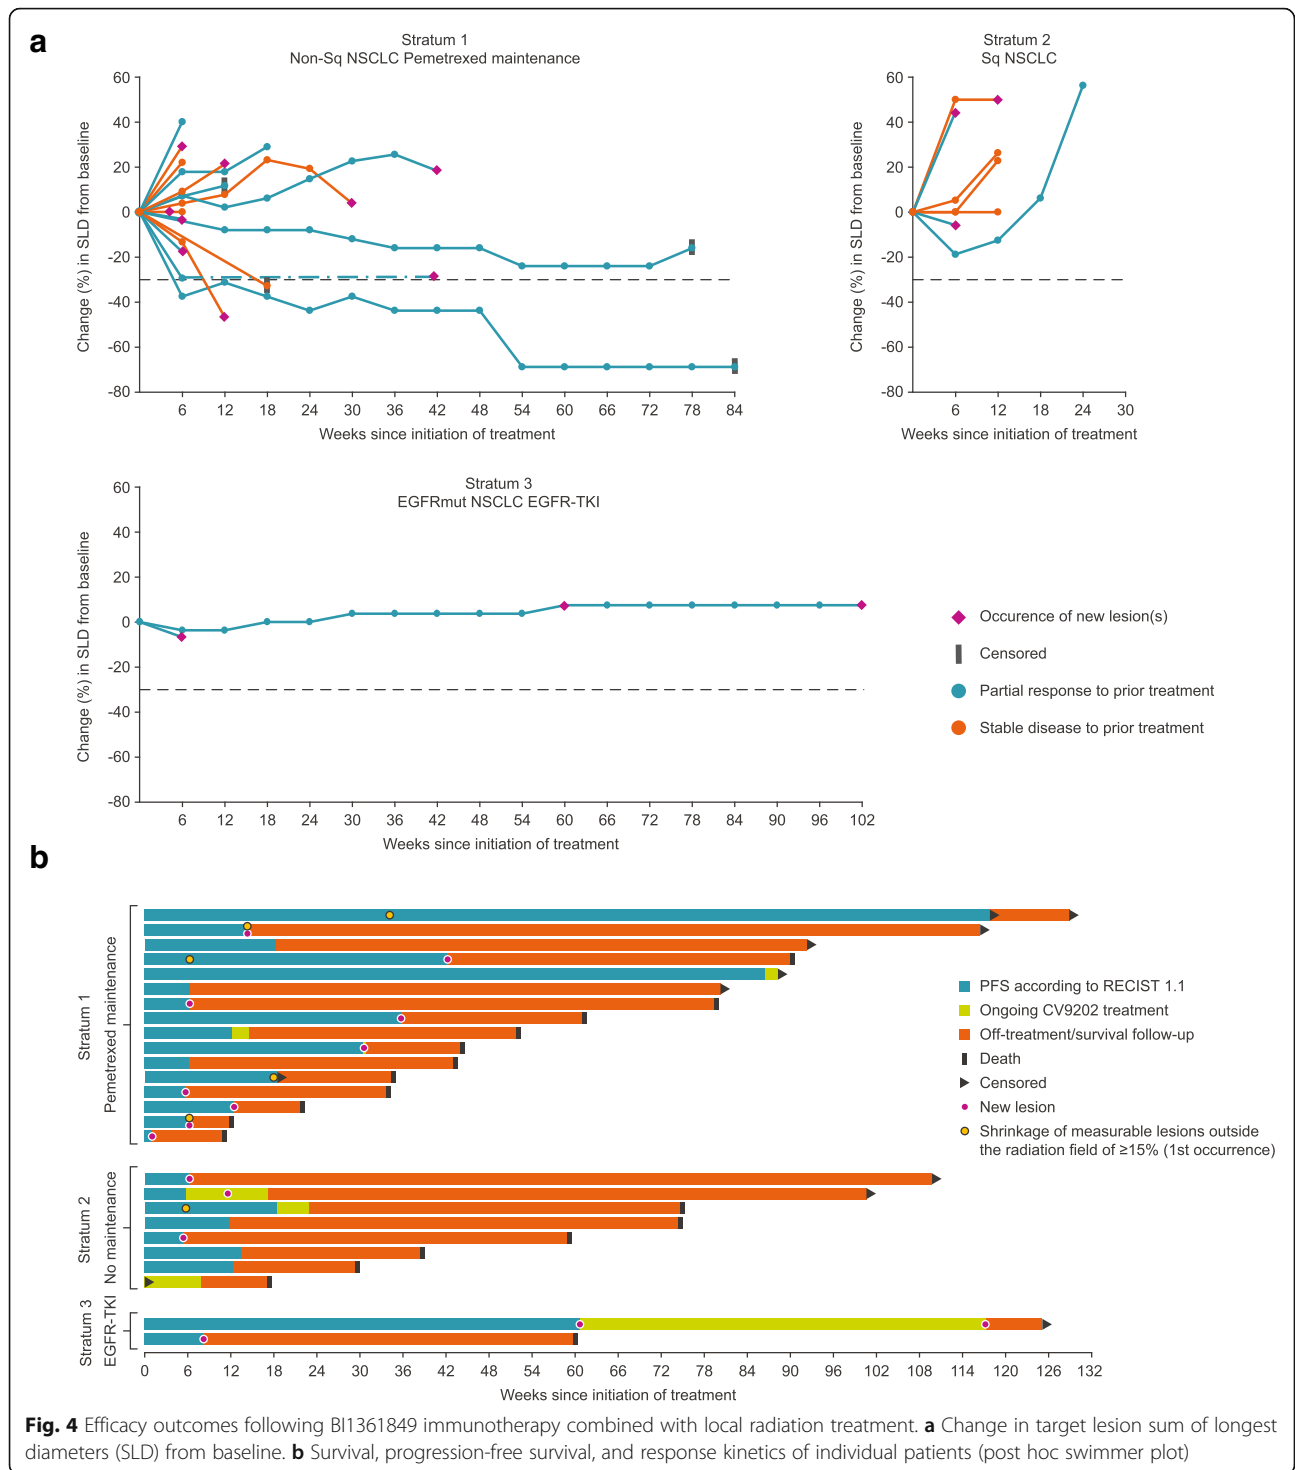 a
Stratum 1
Non-Sq NSCLC Pemetrexed maintenance
Change (%) in SLD from baseline
60
40
20
0
-20
-40
-60
-80
6 12 18 24 30 36 42 48 54 60 66 72 78 84
Weeks since initiation of treatment
Stratum 2
Sq NSCLC
Change (%) in SLD from baseline
60
40
20
0
-20
-40
-60
-80
6 12 18 24 30
Weeks since initiation of treatment
Stratum 3
EGFRmut NSCLC EGFR-TKI
Change (%) in SLD from baseline
60
40
20
0
-20
-40
-60
-80
6 12 18 24 30 36 42 48 54 60 66 72 78 84 90 96 102
Weeks since initiation of treatment
Occurence of new lesion(s)
Censored
Partial response to prior treatment
Stable disease to prior treatment
b
Stratum 1
Pemetrexed maintenance
Stratum 2
No maintenance
Stratum 3
EGFR-TKI
PFS according to RECIST 1.1
Ongoing CV9202 treatment
Off-treatment/survival follow-up
Death
Censored
New lesion
Shrinkage of measurable lesions outside
the radiation field of ≥15% (1st occurrence)
0 6 12 18 24 30 36 42 48 54 60 66 72 78 84 90 96 102 108 114 120 126 132
Weeks since initiation of treatment
Fig. 4 Efficacy outcomes following BI1361849 immunotherapy combined with local radiation treatment. a Change in target lesion sum of longest
diameters (SLD) from baseline. b Survival, progression-free survival, and response kinetics of individual patients (post hoc swimmer plot)